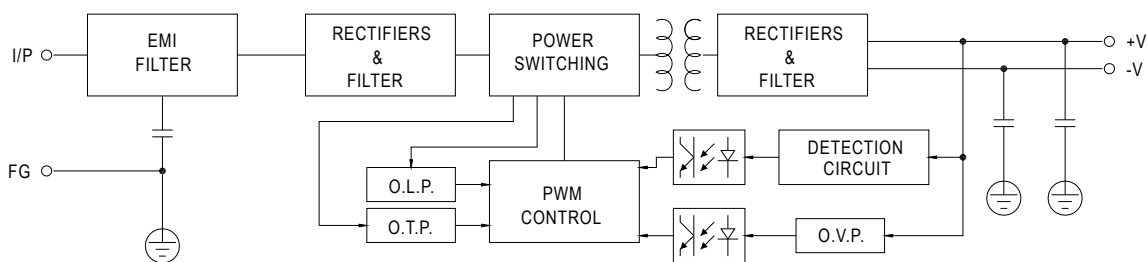 I/P
EMI
FILTER
RECTIFIERS
&
FILTER
POWER
SWITCHING
RECTIFIERS
&
FILTER
+V
-V
FG
O.L.P.
O.T.P.
PWM
CONTROL
DETECTION
CIRCUIT
O.V.P.